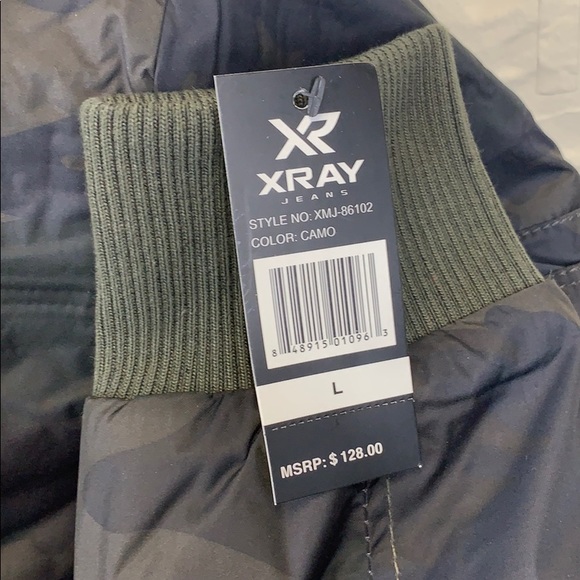 XR
XRAY
JEANS
STYLE NO: XMJ-86102
COLOR: CAMO
8 48915 01096 3
L
MSRP: $ 128.00